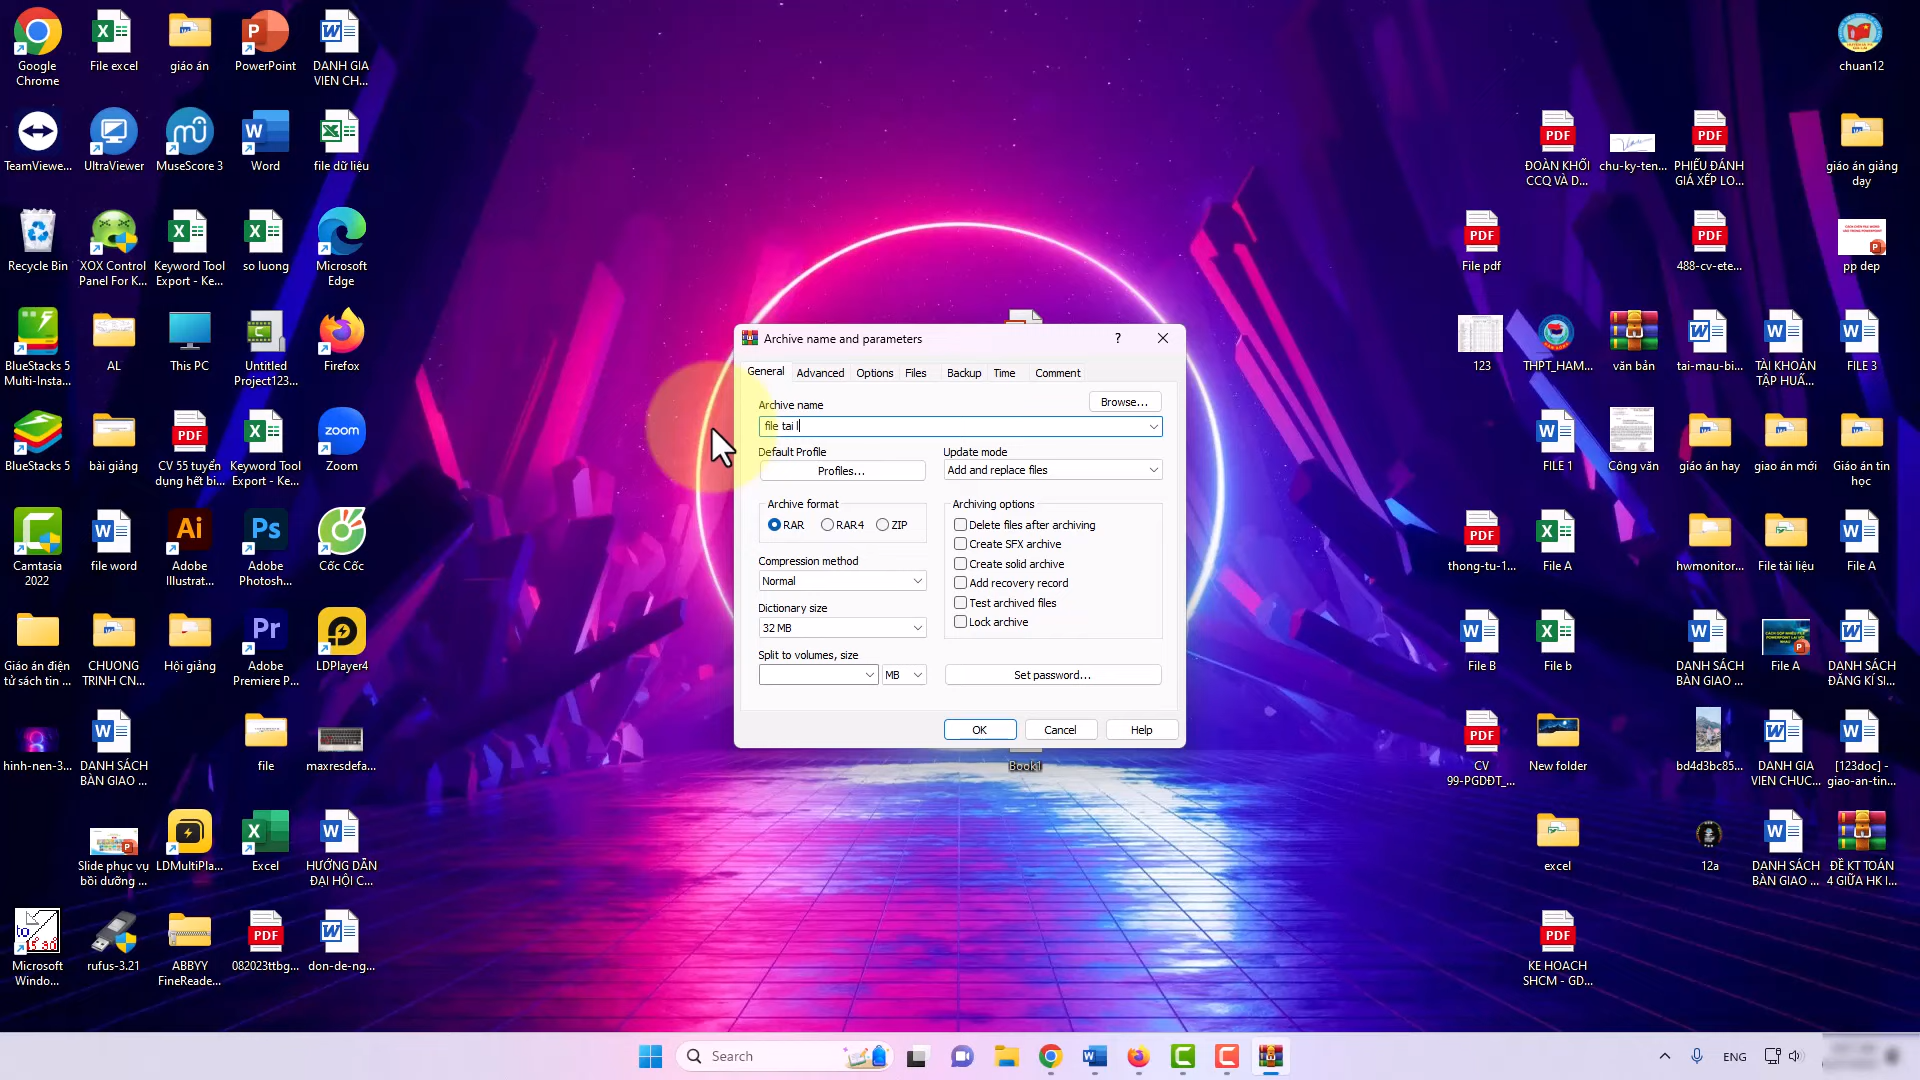 Google
Chrome
File excel
giáo án
PowerPoint
DANH GIA
VIEN CH...
chuan12
TeamViewe...
UltraViewer
MuseScore 3
Word
file dữ liệu
ĐOÀN KHỐI
CCQ VÀ D...
chu-ky-ten...
PHIẾU ĐÁNH
GIÁ XẾP LO...
giáo án giảng
dạy
Recycle Bin
XOX Control
Panel For K...
Keyword Tool
Export - Ke...
so luong
Microsoft
Edge
File pdf
488-cv-ete...
pp dep
BlueStacks 5
Multi-Insta...
AL
This PC
Untitled
Project123...
Firefox
123
THPT_HAM...
văn bản
tai-mau-bi...
TÀI KHOẢN
TẬP HUẤ...
FILE 3
BlueStacks 5
bài giảng
CV 55 tuyển
dụng hết bi...
Keyword Tool
Export - Ke...
Zoom
FILE 1
Công văn
giáo án hay
giao án mới
Giáo án tin
học
Camtasia
2022
file word
Adobe
Illustrat...
Adobe
Photosh...
Cốc Cốc
thong-tu-1...
File A
hwmonitor...
File tài liệu
File A
Giáo án điện
tử sách tin ...
CHUONG
TRINH CN...
Hội giảng
Adobe
Premiere P...
LDPlayer4
File B
File b
DANH SÁCH
BÀN GIAO ...
File A
DANH SÁCH
ĐĂNG KÍ SI...
hinh-nen-3...
DANH SÁCH
BÀN GIAO ...
file
maxresdefa...
CV
99-PGDĐT_...
New folder
bd4d3bc85...
DANH GIA
VIEN CHUC...
[123doc] -
giao-an-tin...
Slide phục vụ
bồi dưỡng ...
LDMultiPla...
Excel
HƯỚNG DẪN
ĐẠI HỘI C...
excel
12a
DANH SÁCH
BÀN GIAO ...
ĐỀ KT TOÁN
4 GIỮA HK I...
Microsoft
Windo...
rufus-3.21
ABBYY
FineReade...
082023ttbg...
don-de-ng...
KE HOACH
SHCM - GD...
Archive name and parameters
General
Advanced
Options
Files
Backup
Time
Comment
Archive name
Browse...
file tai l
Default Profile
Profiles...
Update mode
Add and replace files
Archive format
RAR
RAR4
ZIP
Compression method
Normal
Dictionary size
32 MB
Split to volumes, size
MB
Archiving options
Delete files after archiving
Create SFX archive
Create solid archive
Add recovery record
Test archived files
Lock archive
Set password...
OK
Cancel
Help
Book1
Search
ENG